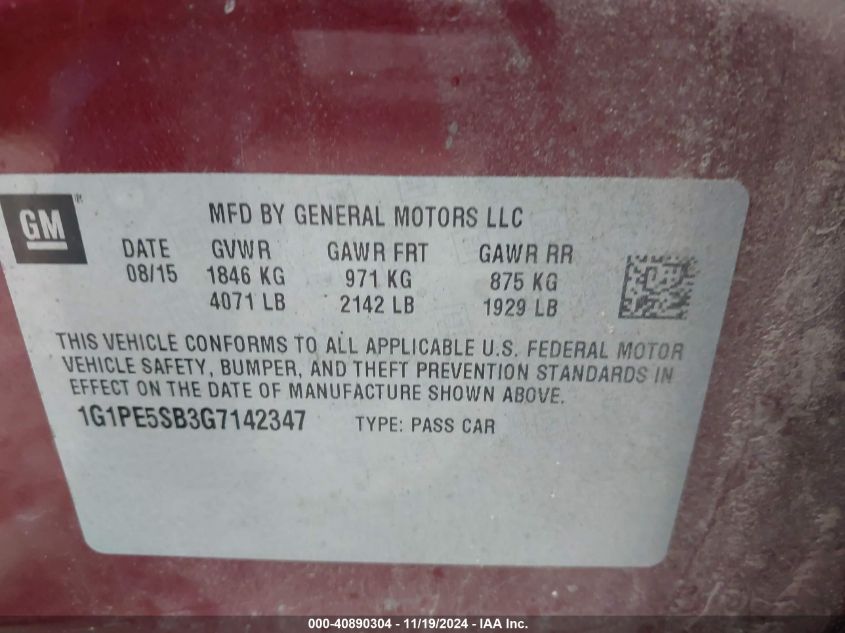 GM®
MFD BY GENERAL MOTORS LLC
DATE GVWR GAWR FRT GAWR RR
08/15 1846 KG 971 KG 875 KG
4071 LB 2142 LB 1929 LB
THIS VEHICLE CONFORMS TO ALL APPLICABLE U.S. FEDERAL MOTOR
VEHICLE SAFETY, BUMPER, AND THEFT PREVENTION STANDARDS IN
EFFECT ON THE DATE OF MANUFACTURE SHOWN ABOVE.
1G1PE5SB3G7142347 TYPE: PASS CAR
000-40890304 - 11/19/2024 - IAA Inc.